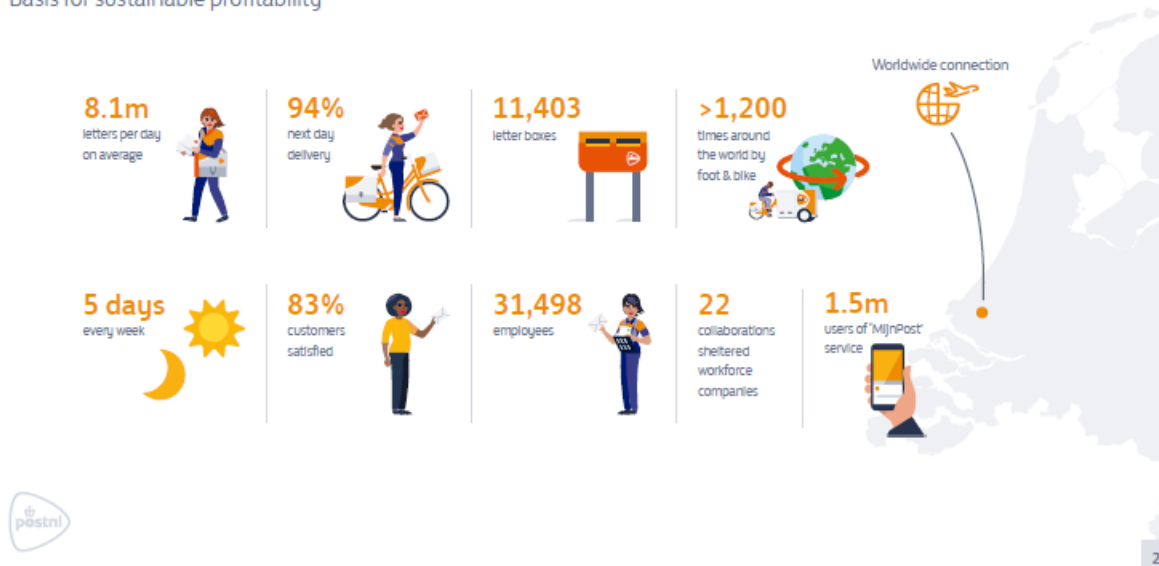 Basis for sustainable profitability
Worldwide connection
8.1m
letters per day
on average
94%
next day
delivery
11,403
letter boxes
>1,200
times around
the world by
foot & bike
5 days
every week
83%
customers
satisfied
31,498
employees
22
collaborations
sheltered
workforce
companies
1.5m
users of 'MijnPost'
service
postnl
2